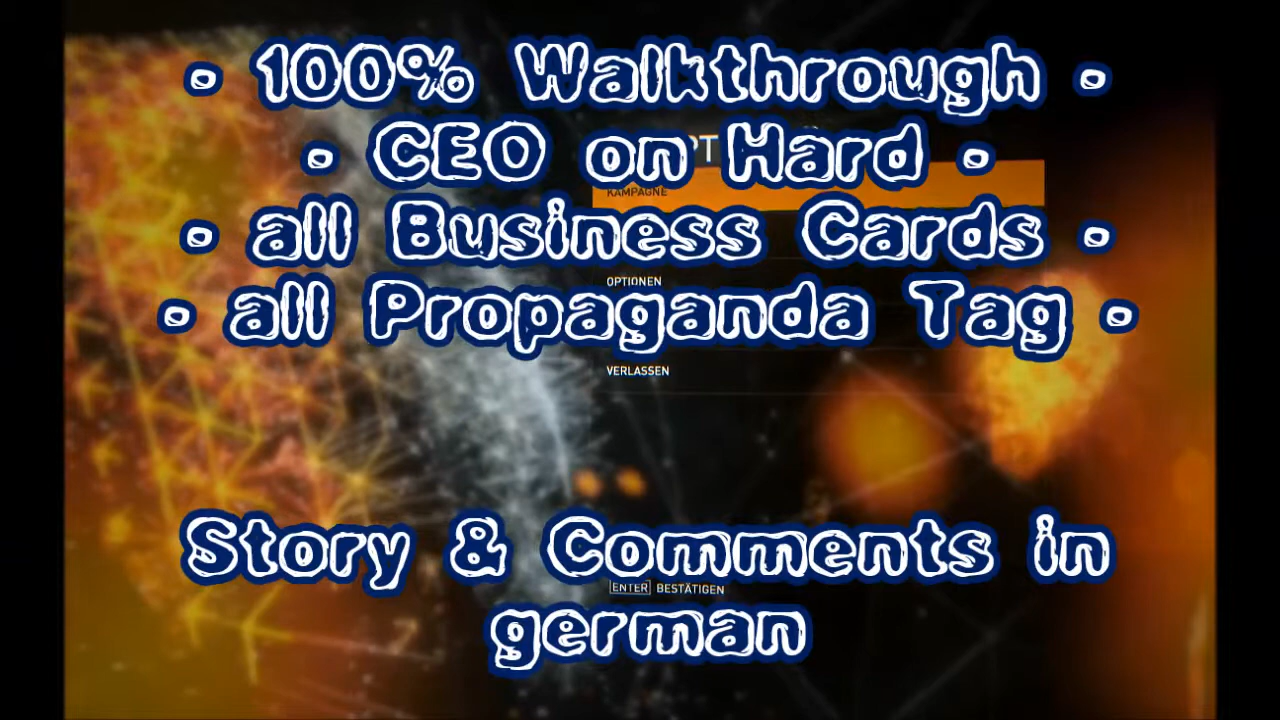 - 100% Walkthrough -
- CEO on Hard -
KAMPAGNE
- all Business Cards -
OPTIONEN
- all Propaganda Tag -
VERLASSEN
Story & Comments in
ENTER BESTÄTIGEN
german